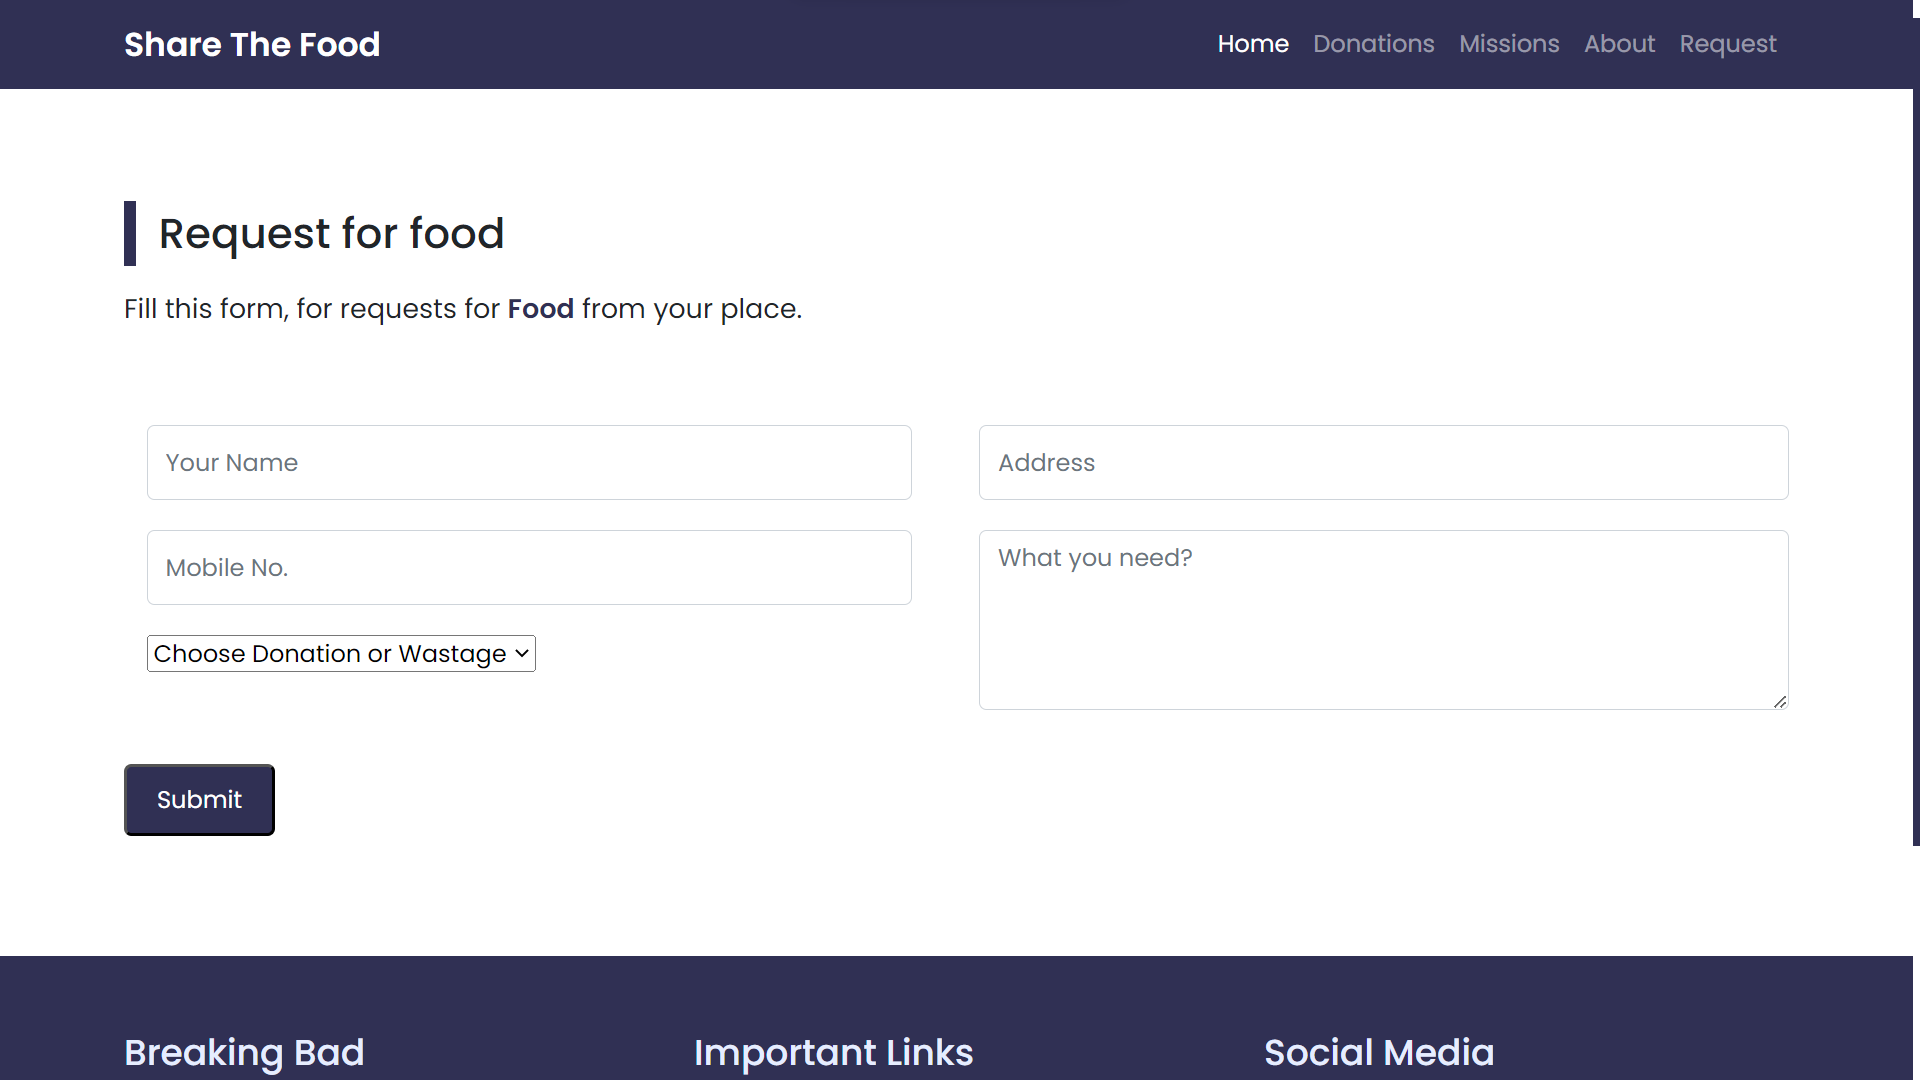 Share The Food
Home Donations Missions About Request
Request for food
Fill this form, for requests for Food from your place.
Your Name
Address
Mobile No.
What you need?
Choose Donation or Wastage
Submit
Breaking Bad
Important Links
Social Media